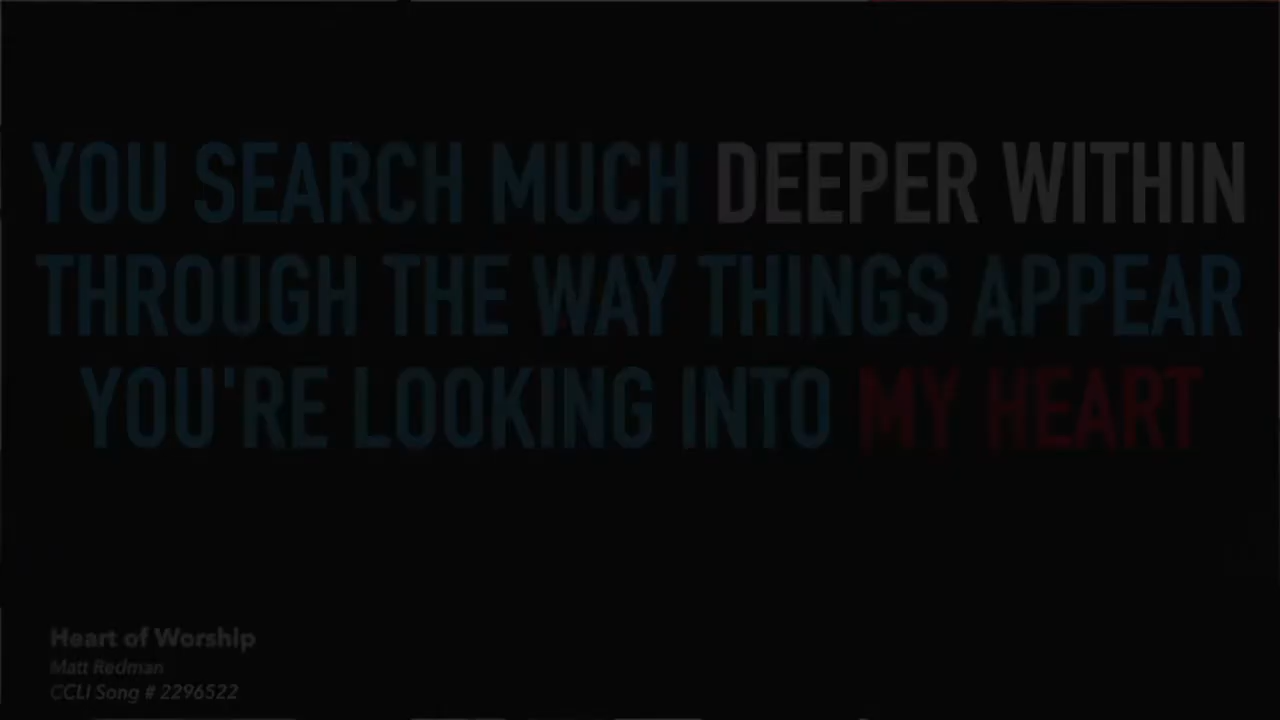 YOU SEARCH MUCH DEEPER WITHIN
THROUGH THE WAY THINGS APPEAR
YOU'RE LOOKING INTO MY HEART
Heart of Worship
Matt Redman
CCLI Song # 2296522